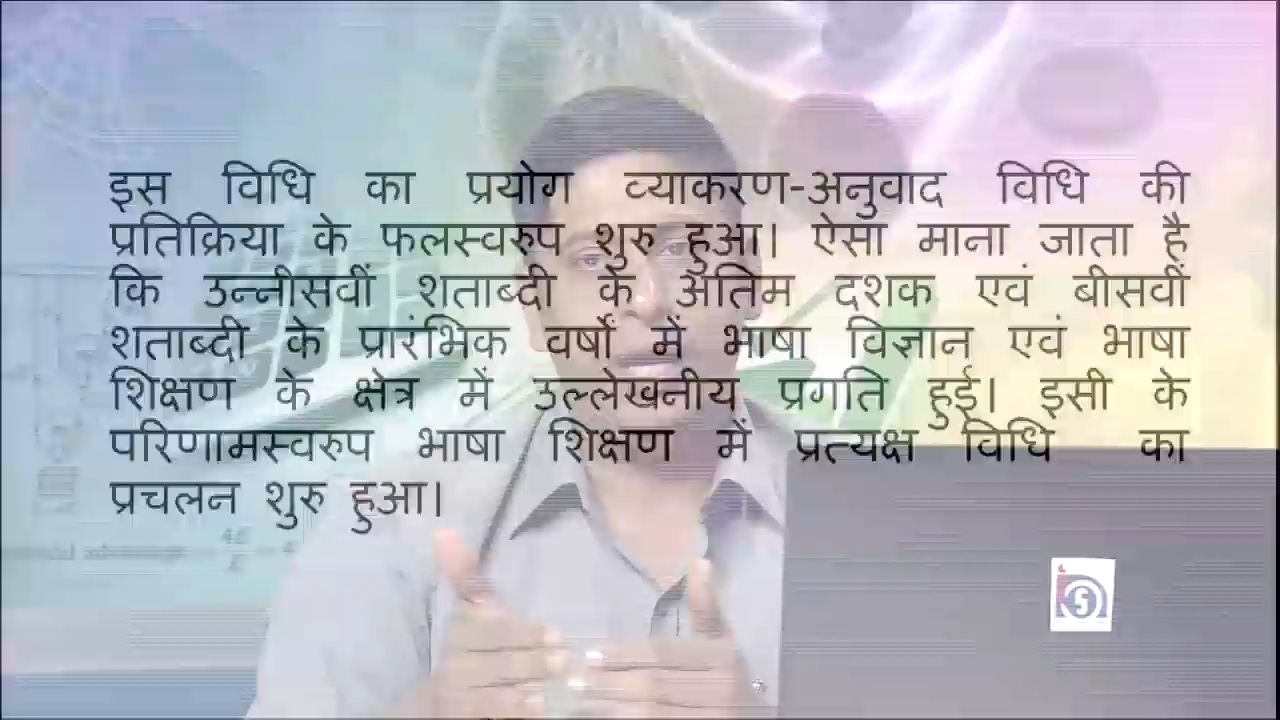 इस विधि का प्रयोग व्याकरण-अनुवाद विधि की
प्रतिक्रिया के फलस्वरुप शुरु हुआ। ऐसा माना जाता है
कि उन्नीसवीं शताब्दी के अंतिम दशक एवं बीसवीं
शताब्दी के प्रारंभिक वर्षों में भाषा विज्ञान एवं भाषा
शिक्षण के क्षेत्र में उल्लेखनीय प्रगति हुई। इसी के
परिणामस्वरुप भाषा शिक्षण में प्रत्यक्ष विधि का
प्रचलन शुरु हुआ।